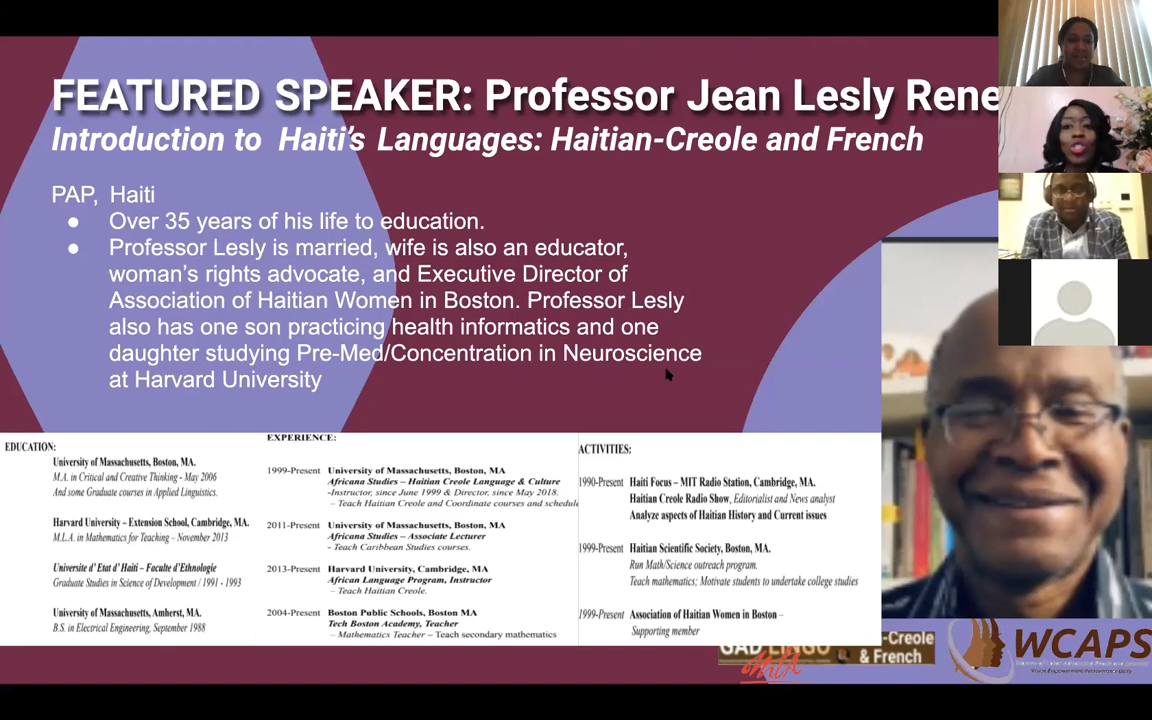 FEATURED SPEAKER: Professor Jean Lesly Rene
Introduction to Haiti's Languages: Haitian-Creole and French
PAP, Haiti
● Over 35 years of his life to education.
● Professor Lesly is married, wife is also an educator,
woman's rights advocate, and Executive Director of
Association of Haitian Women in Boston. Professor Lesly
also has one son practicing health informatics and one
daughter studying Pre-Med/Concentration in Neuroscience
at Harvard University
EDUCATION:
University of Massachusetts, Boston, MA.
M.A. in Critical and Creative Thinking - May 2006
And some Graduate courses in Applied Linguistics.
Harvard University – Extension School, Cambridge, MA.
M.L.A. in Mathematics for Teaching – November 2013
Universite d' Etat d' Haiti – Faculte d'Ethnologie
Graduate Studies in Science of Development / 1991 - 1993
University of Massachusetts, Amherst, MA.
B.S. in Electrical Engineering, September 1988
EXPERIENCE:
1999-Present University of Massachusetts, Boston, MA
Africana Studies – Haitian Creole Language & Culture
-Instructor, since June 1999 & Director, since May 2018.
– Teach Haitian Creole and Coordinate courses and schedule
2011-Present University of Massachusetts, Boston, MA
Africana Studies – Associate Lecturer
- Teach Caribbean Studies courses.
2013-Present Harvard University, Cambridge, MA
African Language Program, Instructor
– Teach Haitian Creole.
2004-Present Boston Public Schools, Boston MA
Tech Boston Academy, Teacher
– Mathematics Teacher – Teach secondary mathematics
ACTIVITIES:
1990-Present Haiti Focus – MIT Radio Station, Cambridge, MA.
Haitian Creole Radio Show, Editorialist and News analyst
Analyze aspects of Haitian History and Current issues
1999-Present Haitian Scientific Society, Boston, MA.
Run Math/Science outreach program.
Teach mathematics; Motivate students to undertake college studies
1999-Present Association of Haitian Women in Boston –
Supporting member
GAD LINGO
-Creole
& French
WCAPS